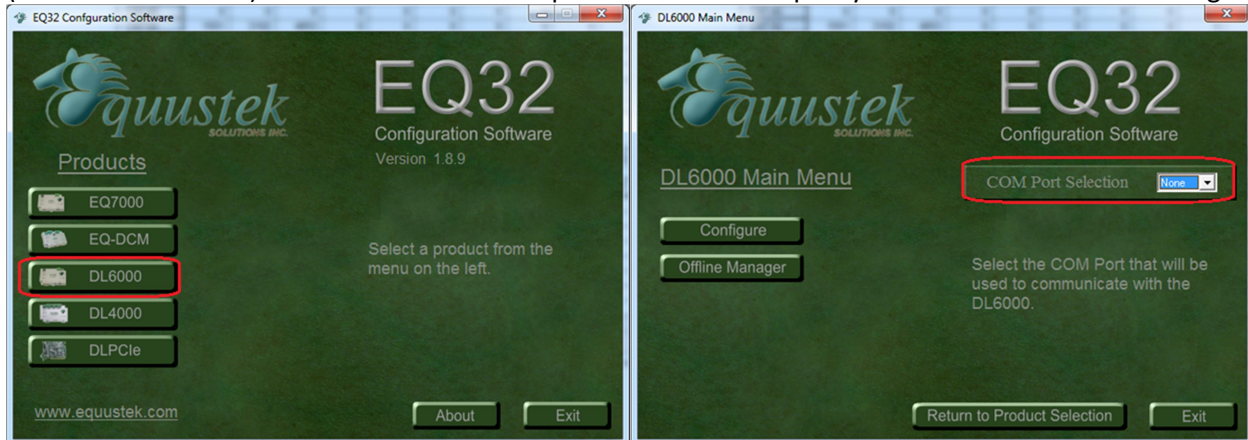 EQ32 Confguration Software
Equustek
SOLUTIONS INC.
EQ32
Configuration Software
Version 1.8.9
Products
EQ7000
EQ-DCM
DL6000
DL4000
DLPCIe
Select a product from the
menu on the left.
www.equustek.com
About
Exit
DL6000 Main Menu
Equustek
SOLUTIONS INC.
EQ32
Configuration Software
DL6000 Main Menu
COM Port Selection
None
Configure
Offline Manager
Select the COM Port that will be
used to communicate with the
DL6000.
Return to Product Selection
Exit